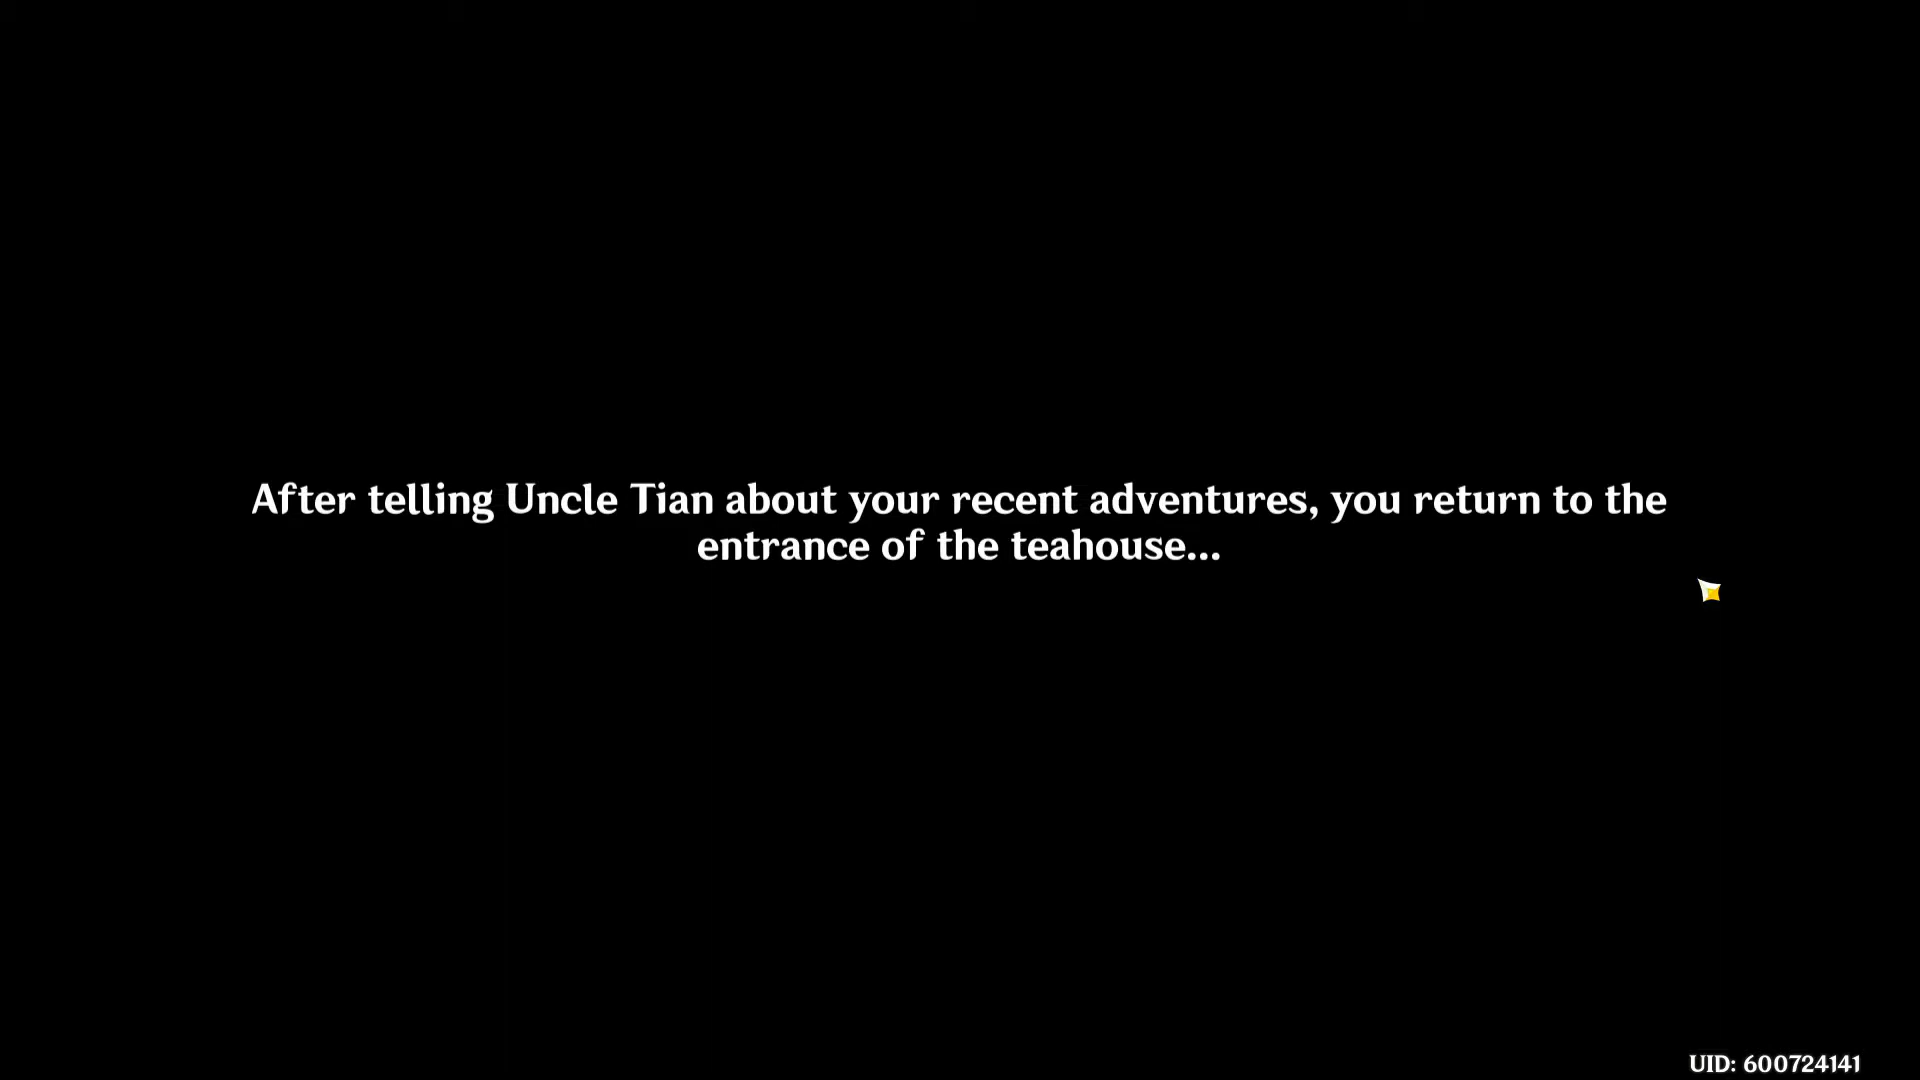 After telling Uncle Tian about your recent adventures, you return to the
entrance of the teahouse...
UID: 600724141